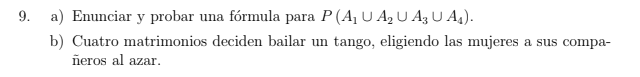 9. a) Enunciar y probar una fórmula para P (A₁ ∪ A₂ ∪ A₃ ∪ A₄).
b) Cuatro matrimonios deciden bailar un tango, eligiendo las mujeres a sus compa-
ñeros al azar.